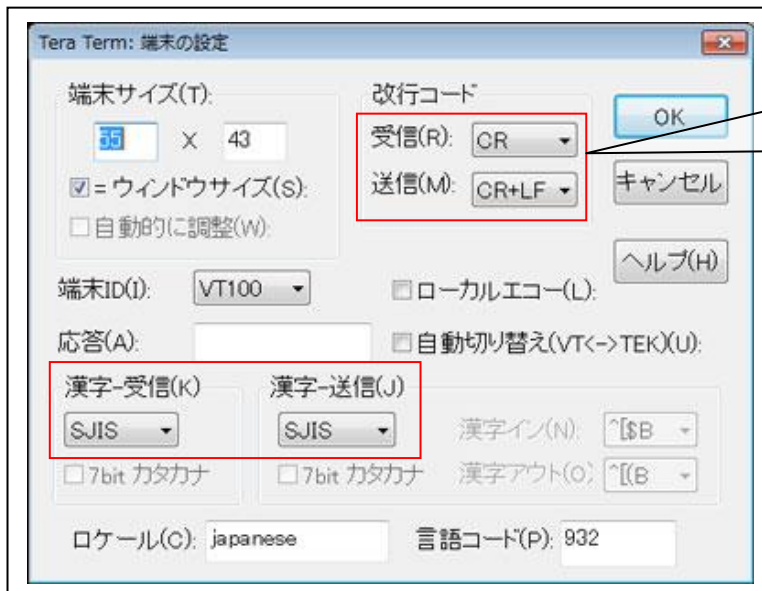 Tera Term: 端末の設定
端末サイズ(T):
55 X 43
☑=ウィンドウサイズ(S):
□自動的に調整(W):
改行コード
受信(R): CR
送信(M): CR+LF
OK
キャンセル
ヘルプ(H)
端末ID(I): VT100
□ローカルエコー(L):
応答(A):
□自動切り替え(VT<->TEK)(U):
漢字-受信(K)
SJIS
□7bit カタカナ
漢字-送信(J)
SJIS
□7bit カタカナ
漢字イン(N): ^[$B
漢字アウト(O) ^[(B
ロケール(C): japanese
言語コード(P): 932